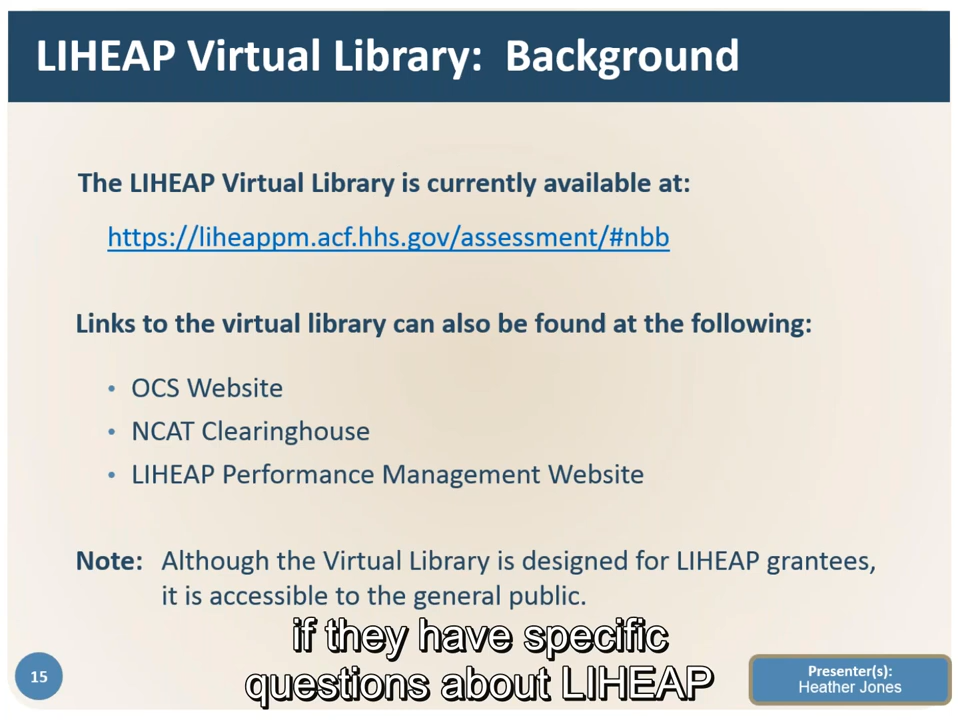 LIHEAP Virtual Library:  Background
The LIHEAP Virtual Library is currently available at:
https://liheappm.acf.hhs.gov/assessment/#nbb
Links to the virtual library can also be found at the following:
• OCS Website
• NCAT Clearinghouse
• LIHEAP Performance Management Website
Note: Although the Virtual Library is designed for LIHEAP grantees,
it is accessible to the general public.
if they have specific
questions about LIHEAP
15
Presenter(s):
Heather Jones